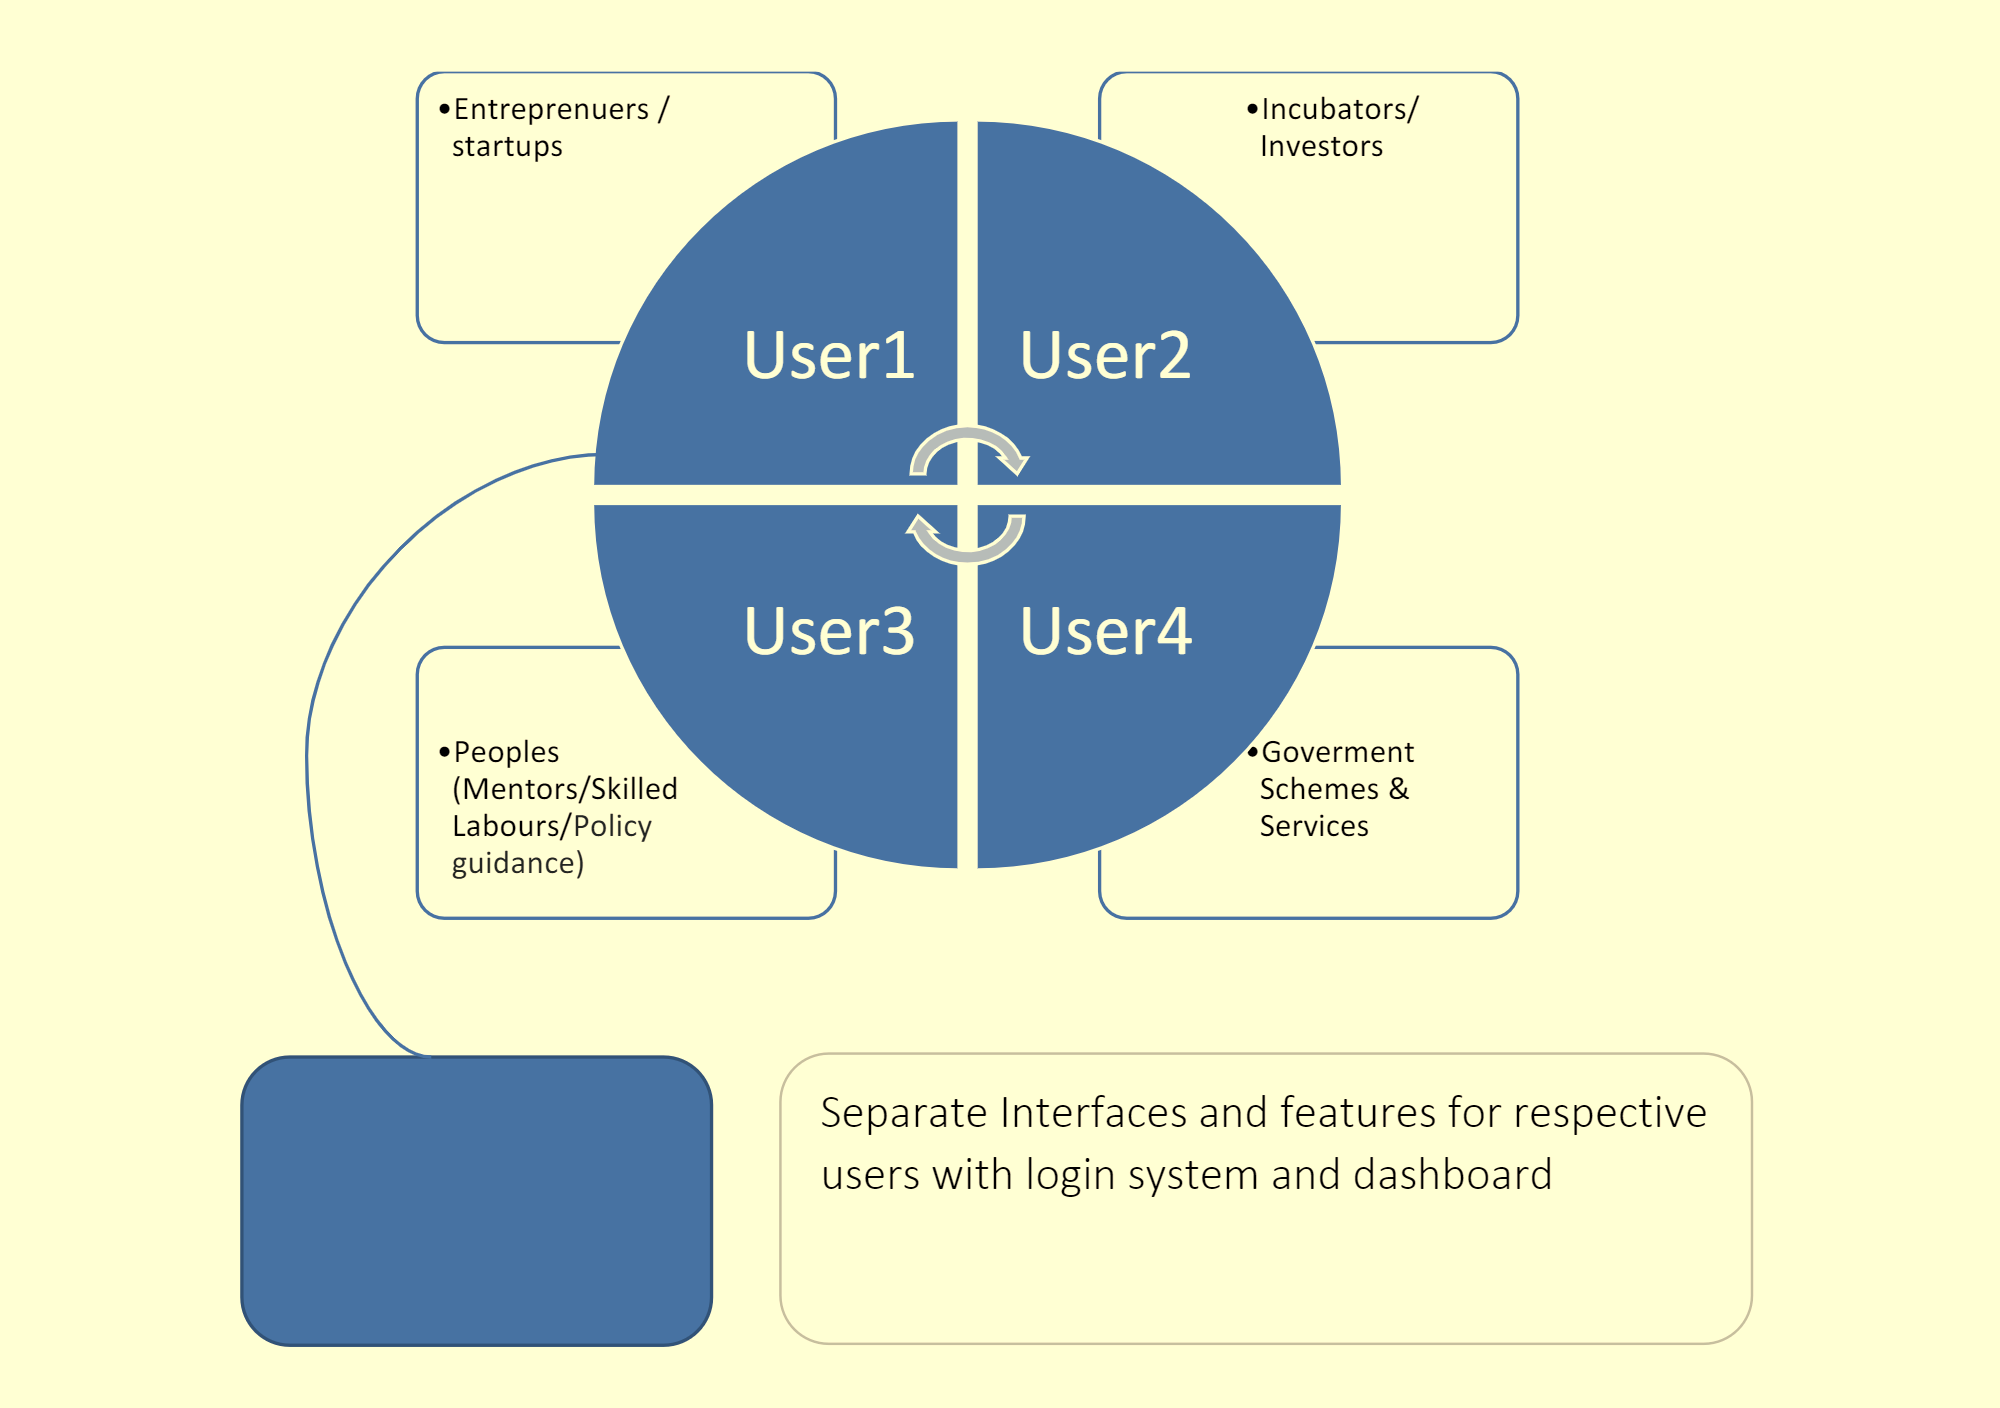 •Entreprenuers /
startups
•Incubators/
Investors
User1
User2
User3
User4
•Peoples
(Mentors/Skilled
Labours/Policy
guidance)
•Goverment
Schemes &
Services
Separate Interfaces and features for respective
users with login system and dashboard